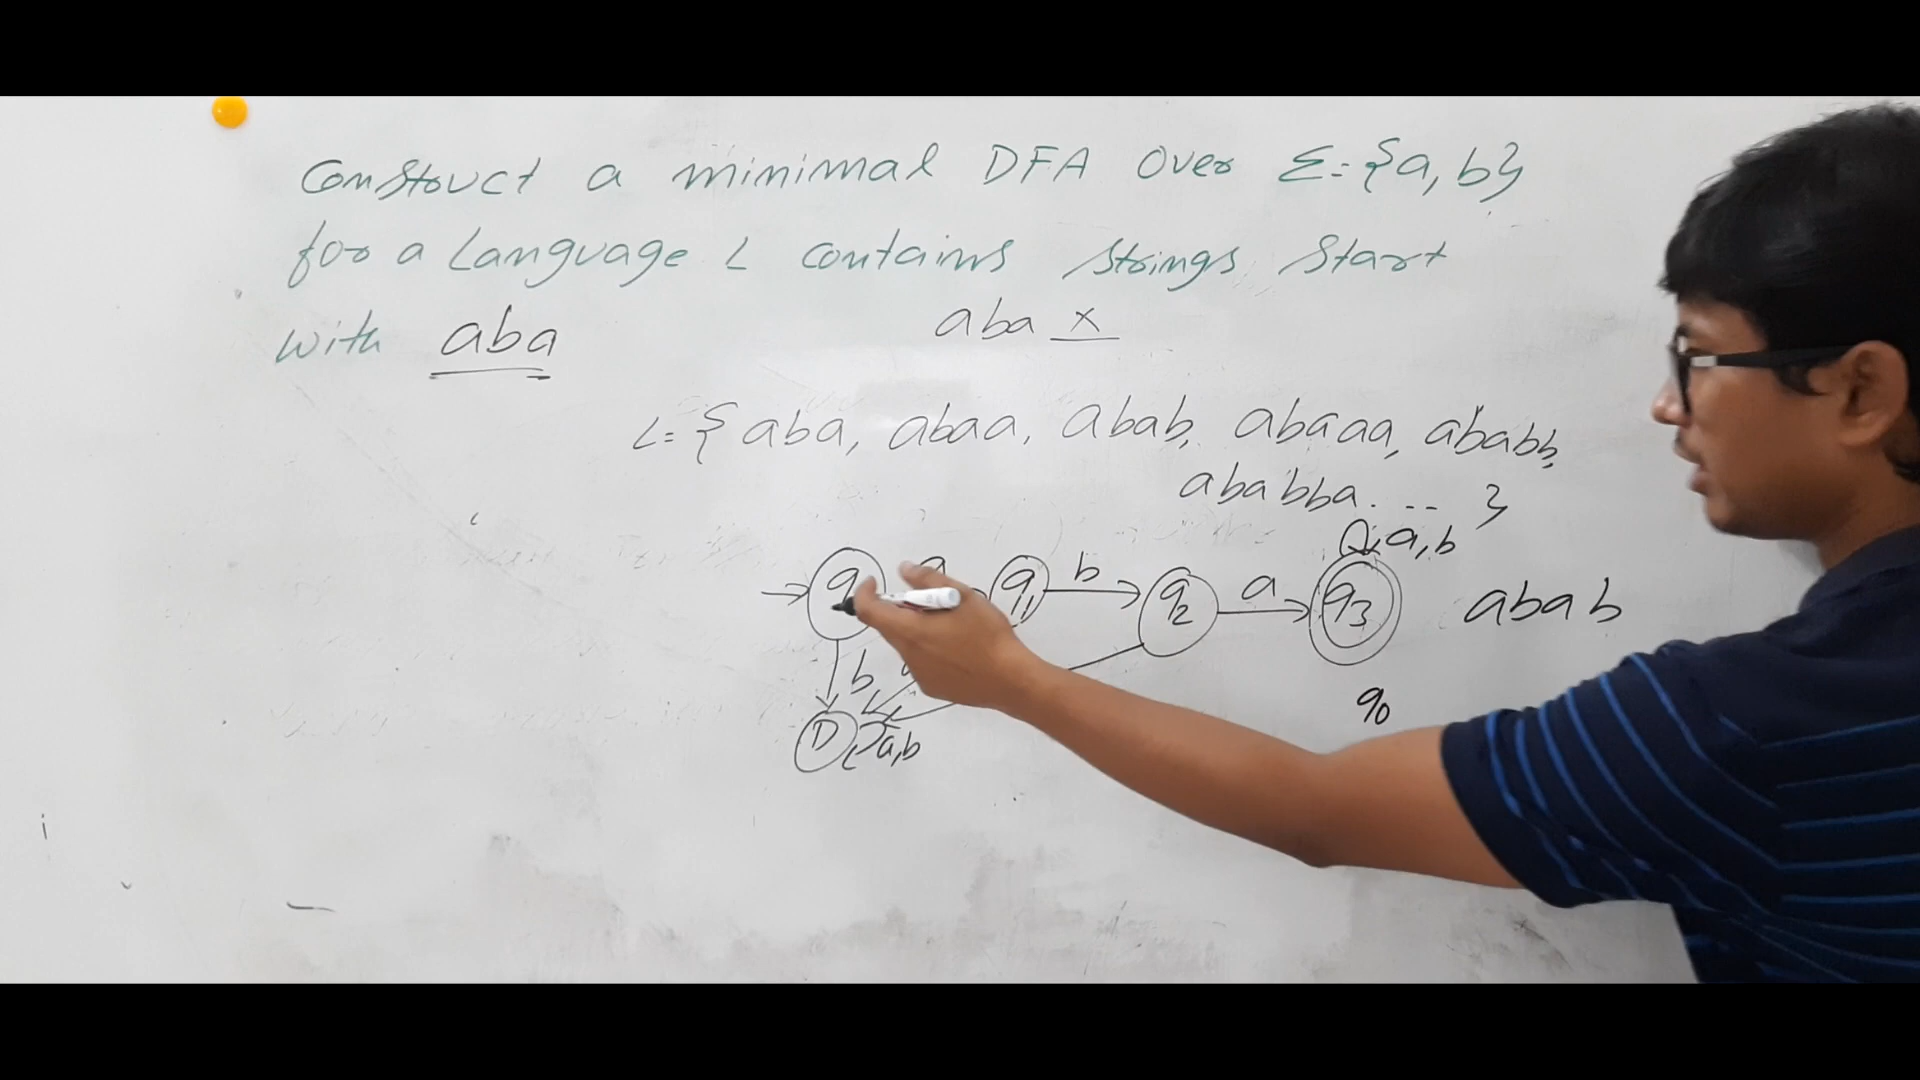 Construct a minimal DFA over Σ={a, b}
for a Language L contains strings start
with aba
aba x
L={ aba, abaa, abab, abaaa, ababb,
ababba. ... }
a, b
q a q1 b q2 a q3 abab
b
q0
D a,b